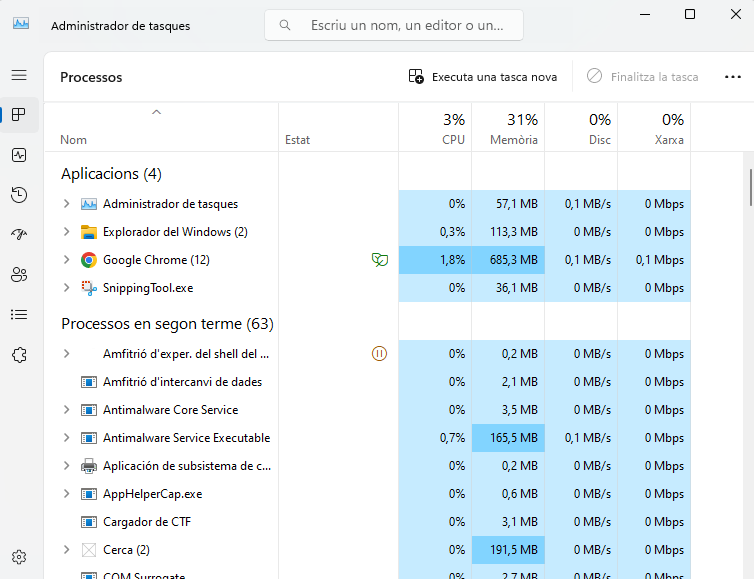 Administrador de tasques
Escriu un nom, un editor o un...
Processos
Executa una tasca nova
Finalitza la tasca
3% 31% 0% 0%
Nom Estat CPU Memòria Disc Xarxa
Aplicacions (4)
Administrador de tasques 0% 57,1 MB 0,1 MB/s 0 Mbps
Explorador del Windows (2) 0,3% 113,3 MB 0 MB/s 0 Mbps
Google Chrome (12) 1,8% 685,3 MB 0,1 MB/s 0,1 Mbps
SnippingTool.exe 0% 36,1 MB 0 MB/s 0 Mbps
Processos en segon terme (63)
Amfitrió d'exper. del shell del ... 0% 0,2 MB 0 MB/s 0 Mbps
Amfitrió d'intercanvi de dades 0% 2,1 MB 0 MB/s 0 Mbps
Antimalware Core Service 0% 3,5 MB 0 MB/s 0 Mbps
Antimalware Service Executable 0,7% 165,5 MB 0,1 MB/s 0 Mbps
Aplicación de subsistema de c... 0% 0,2 MB 0 MB/s 0 Mbps
AppHelperCap.exe 0% 0,6 MB 0 MB/s 0 Mbps
Cargador de CTF 0% 3,1 MB 0 MB/s 0 Mbps
Cerca (2) 0% 191,5 MB 0 MB/s 0 Mbps
COM Surrogate 0% 2,7 MB 0 MB/s 0 Mbps